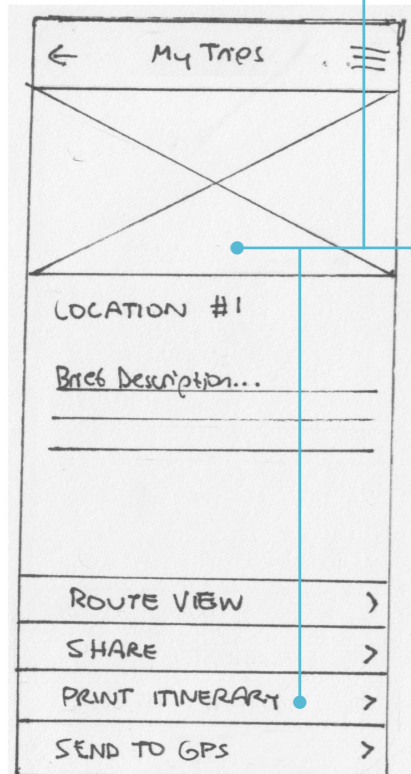 My Trips
LOCATION #1
Brief Description...
ROUTE VIEW
SHARE
PRINT ITINERARY
SEND TO GPS